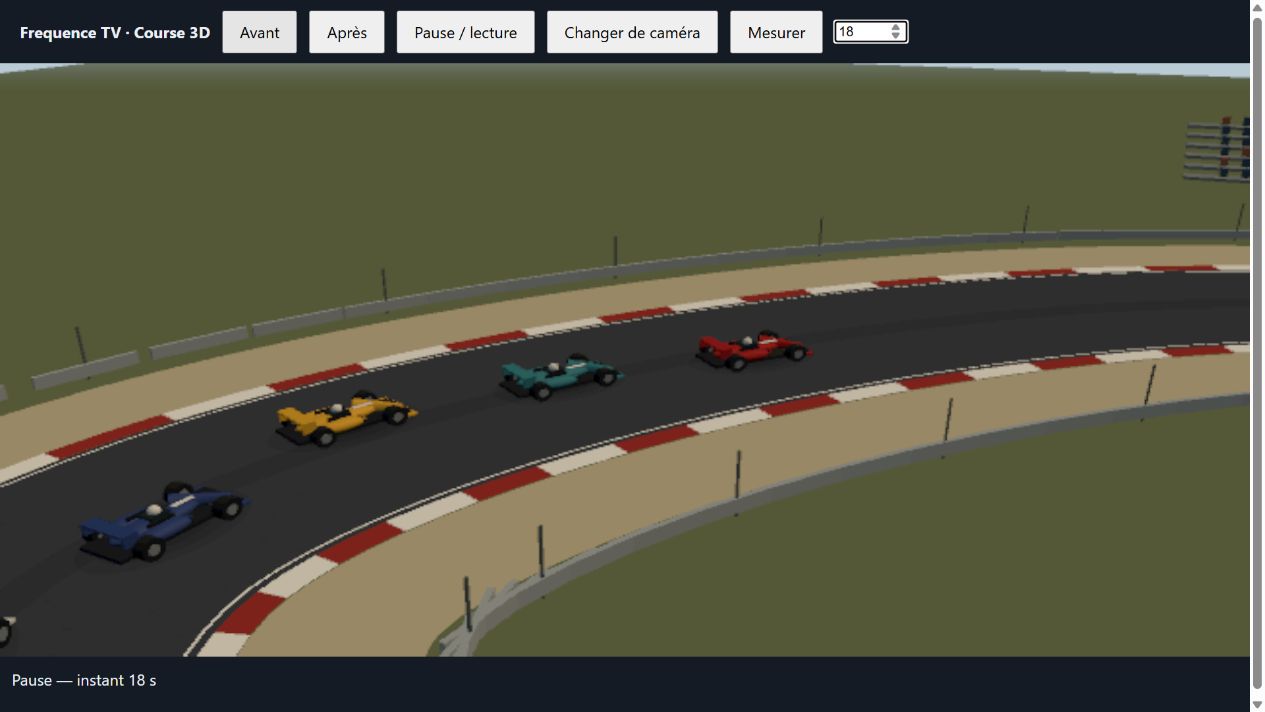 Frequence TV · Course 3D
Avant
Après
Pause / lecture
Changer de caméra
Mesurer
18
Pause — instant 18 s